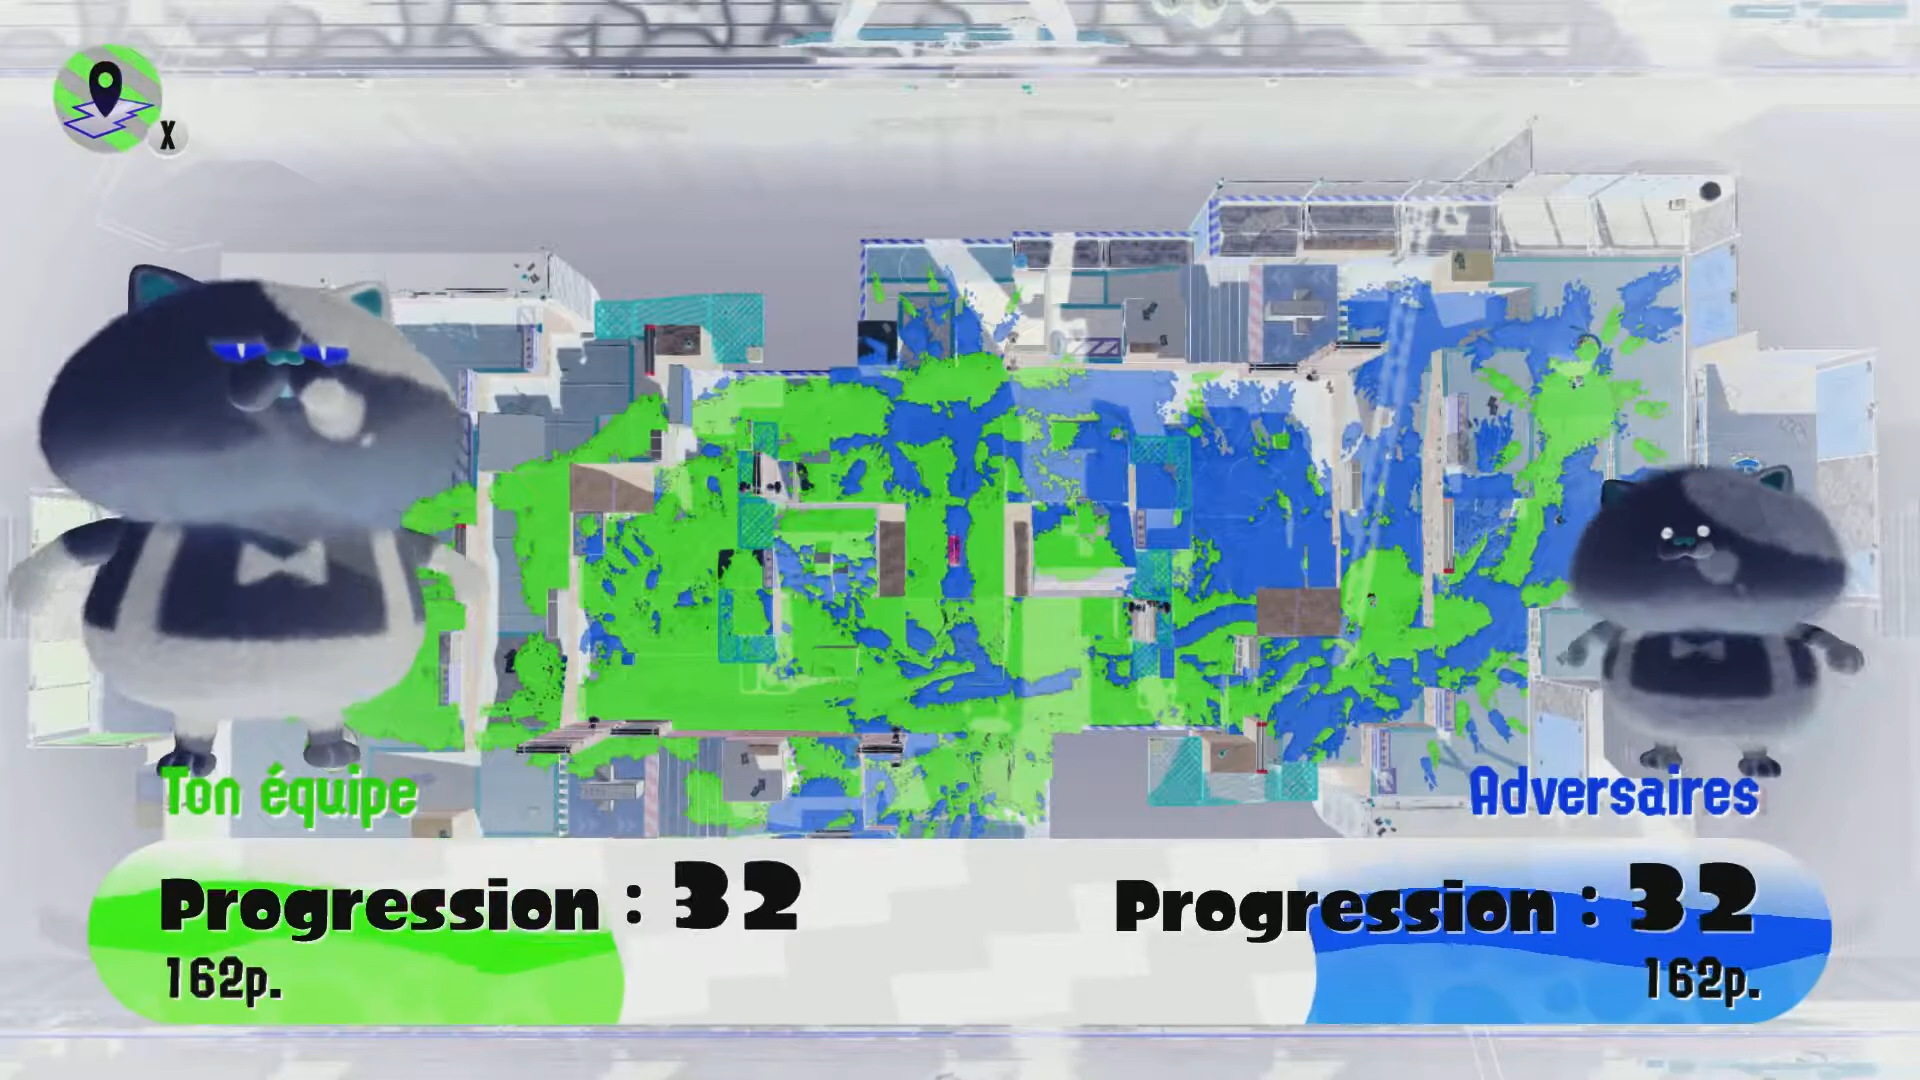 X
Ton équipe
Adversaires
Progression : 32
162p.
Progression : 32
162p.